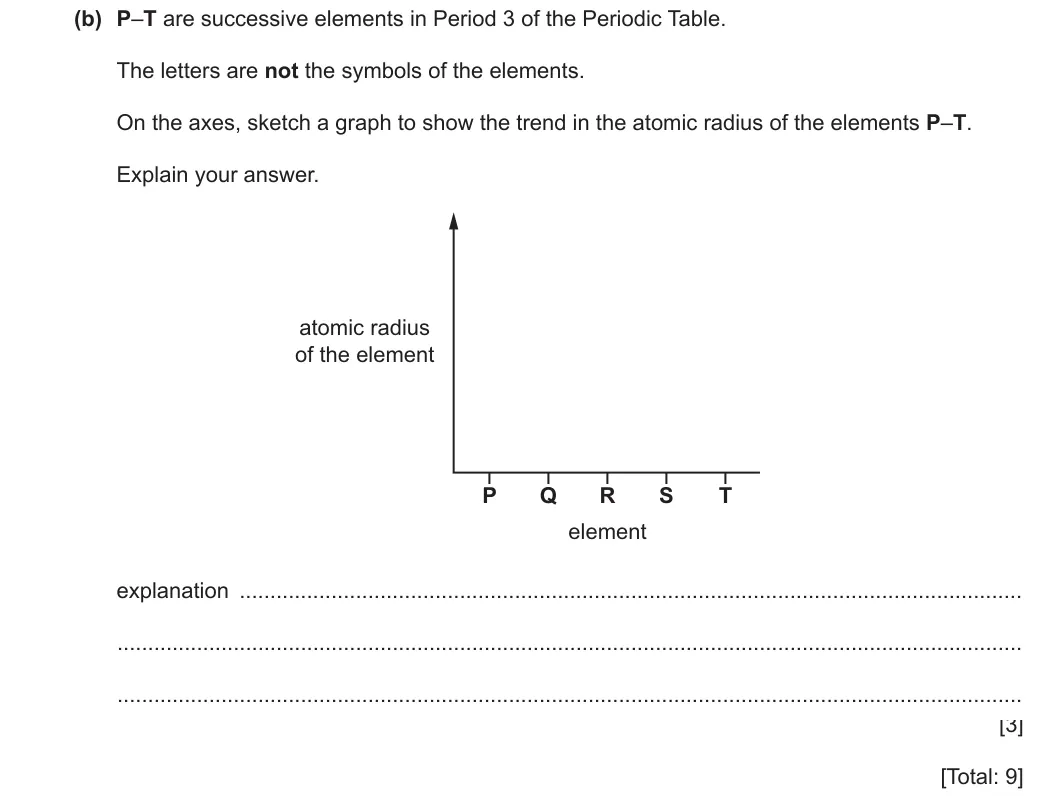 (b) P–T are successive elements in Period 3 of the Periodic Table.
The letters are not the symbols of the elements.
On the axes, sketch a graph to show the trend in the atomic radius of the elements P–T.
Explain your answer.
atomic radius
of the element
P Q R S T
element
explanation ..........................................................................................................................................
..........................................................................................................................................
..........................................................................................................................................
[3]
[Total: 9]